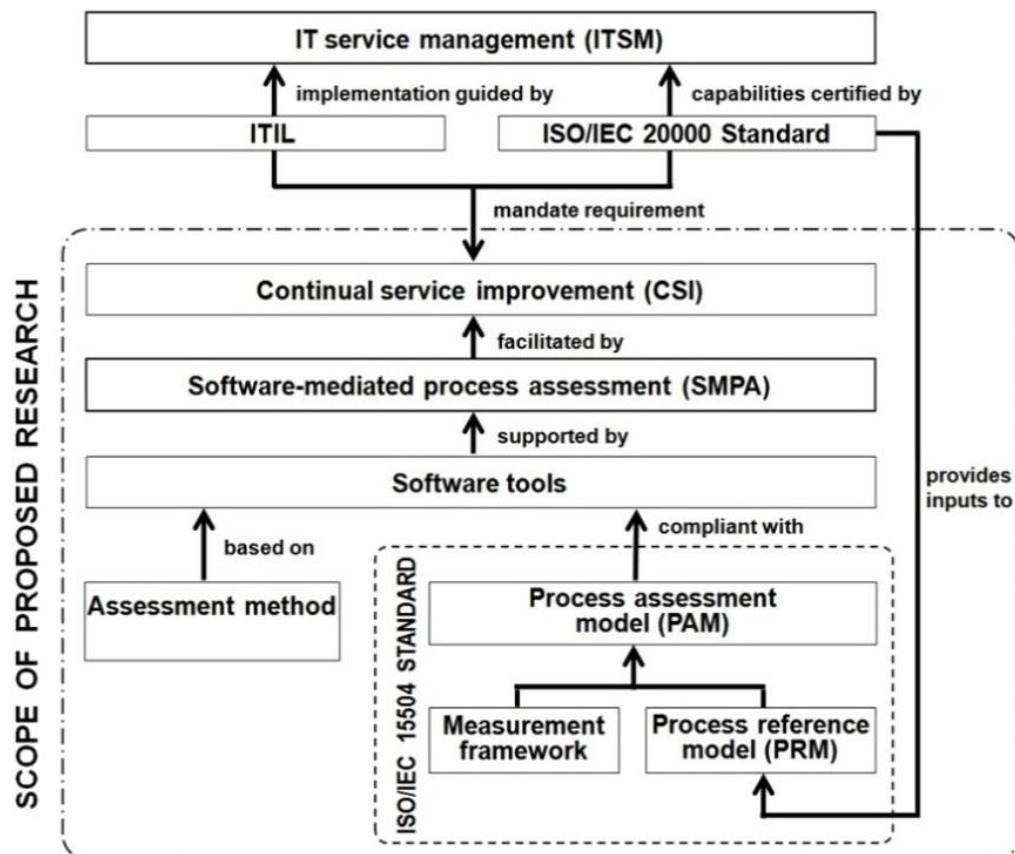 IT service management (ITSM)
implementation guided by
capabilities certified by
ITIL
ISO/IEC 20000 Standard
mandate requirement
SCOPE OF PROPOSED RESEARCH
Continual service improvement (CSI)
facilitated by
Software-mediated process assessment (SMPA)
supported by
Software tools
provides
inputs to
based on
compliant with
Assessment method
ISO/IEC 15504 STANDARD
Process assessment
model (PAM)
Measurement
framework
Process reference
model (PRM)